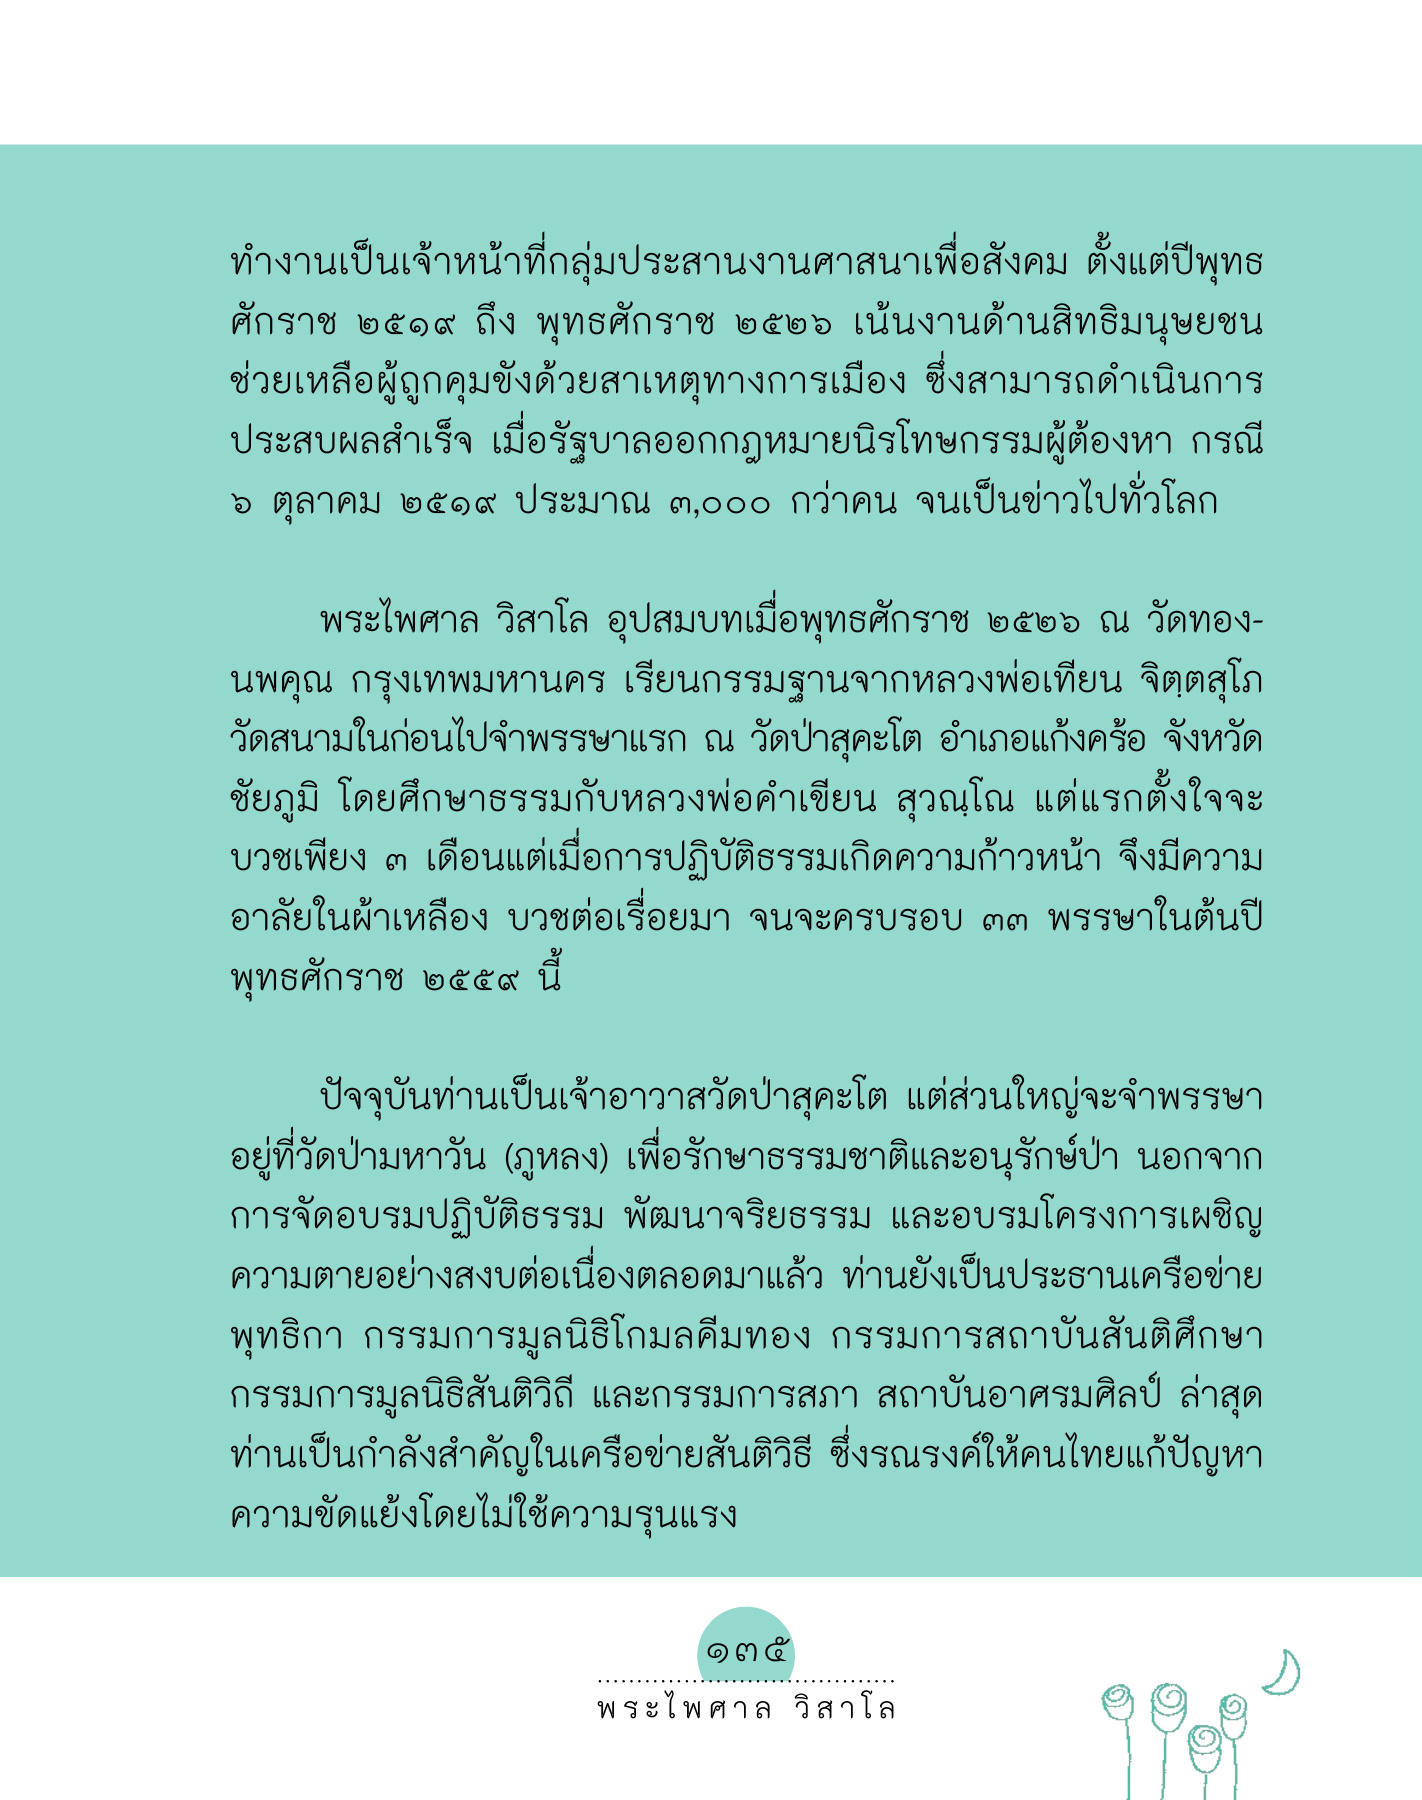 ทำงานเป็นเจ้าหน้าที่กลุ่มประสานงานศาสนาเพื่อสังคม ตั้งแต่ปีพุทธ
ศักราช ๒๕๑๙ ถึง พุทธศักราช ๒๕๒๖ เน้นงานด้านสิทธิมนุษยชน
ช่วยเหลือผู้ถูกคุมขังด้วยสาเหตุทางการเมือง ซึ่งสามารถดำเนินการ
ประสบผลสำเร็จ เมื่อรัฐบาลออกกฎหมายนิรโทษกรรมผู้ต้องหา กรณี
๖ ตุลาคม ๒๕๑๙ ประมาณ ๓,๐๐๐ กว่าคน จนเป็นข่าวไปทั่วโลก
พระไพศาล วิสาโล อุปสมบทเมื่อพุทธศักราช ๒๕๒๖ ณ วัดทอง-
นพคุณ กรุงเทพมหานคร เรียนกรรมฐานจากหลวงพ่อเทียน จิตฺตสุโภ
วัดสนามในก่อนไปจำพรรษาแรก ณ วัดป่าสุคะโต อำเภอแก้งคร้อ จังหวัด
ชัยภูมิ โดยศึกษาธรรมกับหลวงพ่อคำเขียน สุวณฺโณ แต่แรกตั้งใจจะ
บวชเพียง ๓ เดือนแต่เมื่อการปฏิบัติธรรมเกิดความก้าวหน้า จึงมีความ
อาลัยในผ้าเหลือง บวชต่อเรื่อยมา จนจะครบรอบ ๓๓ พรรษาในต้นปี
พุทธศักราช ๒๕๕๙ นี้
ปัจจุบันท่านเป็นเจ้าอาวาสวัดป่าสุคะโต แต่ส่วนใหญ่จะจำพรรษา
อยู่ที่วัดป่ามหาวัน (ภูหลง) เพื่อรักษาธรรมชาติและอนุรักษ์ป่า นอกจาก
การจัดอบรมปฏิบัติธรรม พัฒนาจริยธรรม และอบรมโครงการเผชิญ
ความตายอย่างสงบต่อเนื่องตลอดมาแล้ว ท่านยังเป็นประธานเครือข่าย
พุทธิกา กรรมการมูลนิธิโกมลคีมทอง กรรมการสถาบันสันติศึกษา
กรรมการมูลนิธิสันติวิถี และกรรมการสภา สถาบันอาศรมศิลป์ ล่าสุด
ท่านเป็นกำลังสำคัญในเครือข่ายสันติวิธี ซึ่งรณรงค์ให้คนไทยแก้ปัญหา
ความขัดแย้งโดยไม่ใช้ความรุนแรง
๑๓๕
พระไพศาล วิสาโล